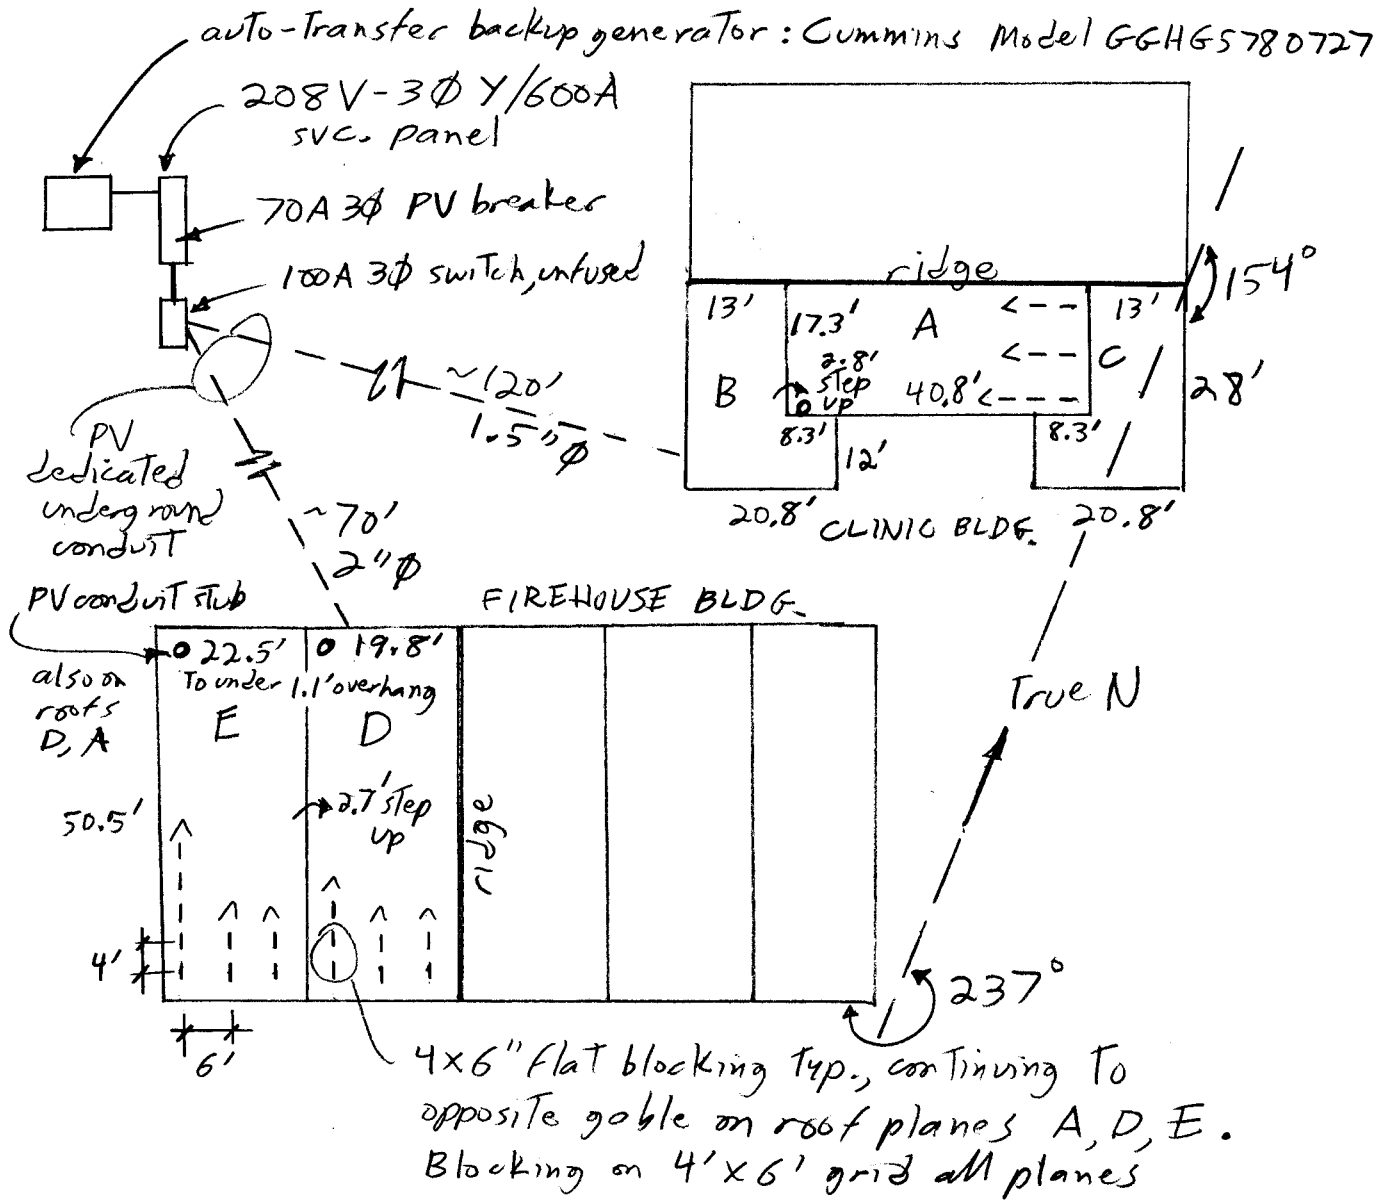 auto-Transfer backup generator: Cummins Model GGHG5780727
208V-3Ø Y/600A
svc. panel
70A 3Ø PV breaker
100A 3Ø switch, unfused
ridge
154°
13'
17.3'
A
13'
2.8'
step
up
B
40.8'
C
28'
8.3'
8.3'
12'
20.8'
CLINIC BLDG.
20.8'
~120'
1.5"Ø
PV
dedicated
underground
conduit
~70'
2"Ø
PV conduit stub
also on
roofs
D, A
FIREHOUSE BLDG.
22.5'
19.8'
To under 1.1' overhang
E
D
2.7' step
up
ridge
50.5'
4'
6'
True N
237°
4x6" flat blocking Typ., continuing To
opposite gable on roof planes A, D, E.
Blocking on 4'x6' grid all planes